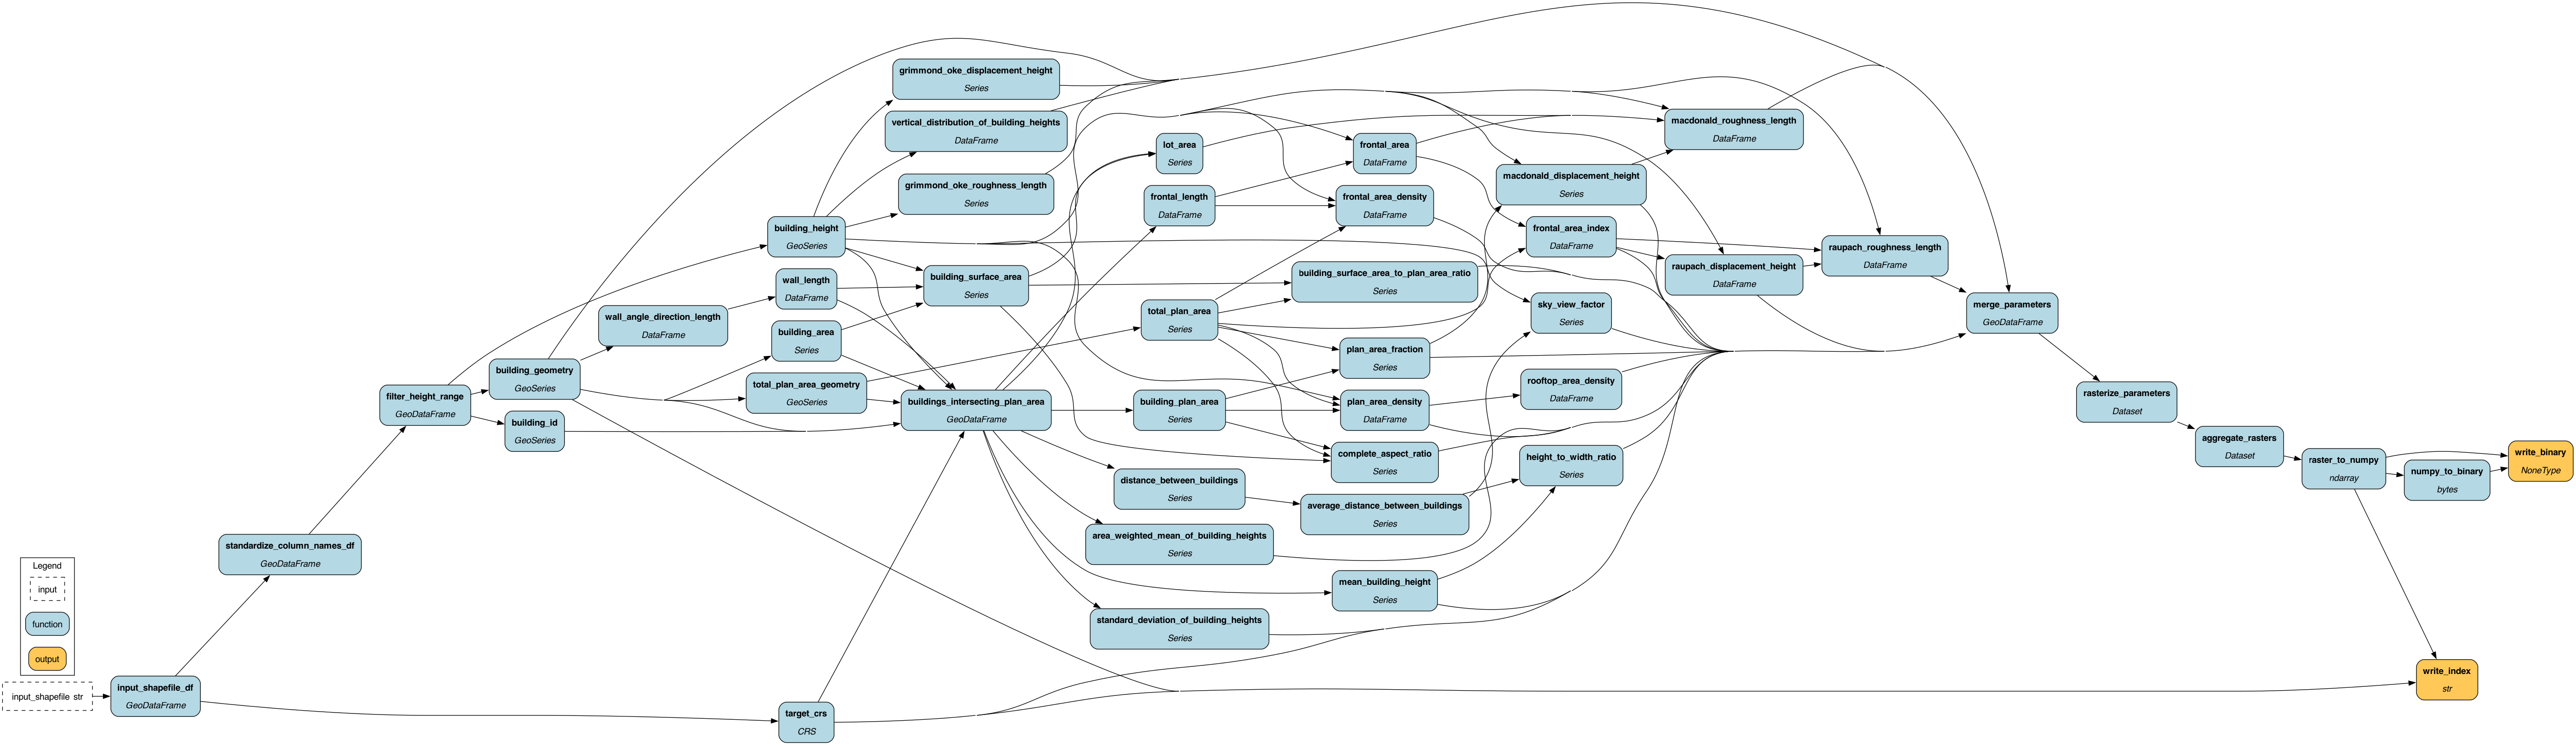 Legend
input
function
output
input_shapefile str
input_shapefile_df
GeoDataFrame
standardize_column_names_df
GeoDataFrame
filter_height_range
GeoDataFrame
building_geometry
GeoSeries
building_id
GeoSeries
wall_angle_direction_length
DataFrame
building_height
GeoSeries
wall_length
DataFrame
building_area
Series
total_plan_area_geometry
GeoSeries
target_crs
CRS
grimmond_oke_displacement_height
Series
vertical_distribution_of_building_heights
DataFrame
grimmond_oke_roughness_length
Series
building_surface_area
Series
buildings_intersecting_plan_area
GeoDataFrame
lot_area
Series
frontal_length
DataFrame
total_plan_area
Series
building_plan_area
Series
distance_between_buildings
Series
area_weighted_mean_of_building_heights
Series
standard_deviation_of_building_heights
Series
frontal_area
DataFrame
frontal_area_density
DataFrame
building_surface_area_to_plan_area_ratio
Series
plan_area_fraction
Series
plan_area_density
DataFrame
complete_aspect_ratio
Series
average_distance_between_buildings
Series
mean_building_height
Series
macdonald_displacement_height
Series
frontal_area_index
DataFrame
sky_view_factor
Series
rooftop_area_density
DataFrame
height_to_width_ratio
Series
macdonald_roughness_length
DataFrame
raupach_displacement_height
DataFrame
raupach_roughness_length
DataFrame
merge_parameters
GeoDataFrame
rasterize_parameters
Dataset
aggregate_rasters
Dataset
raster_to_numpy
ndarray
numpy_to_binary
bytes
write_binary
NoneType
write_index
str